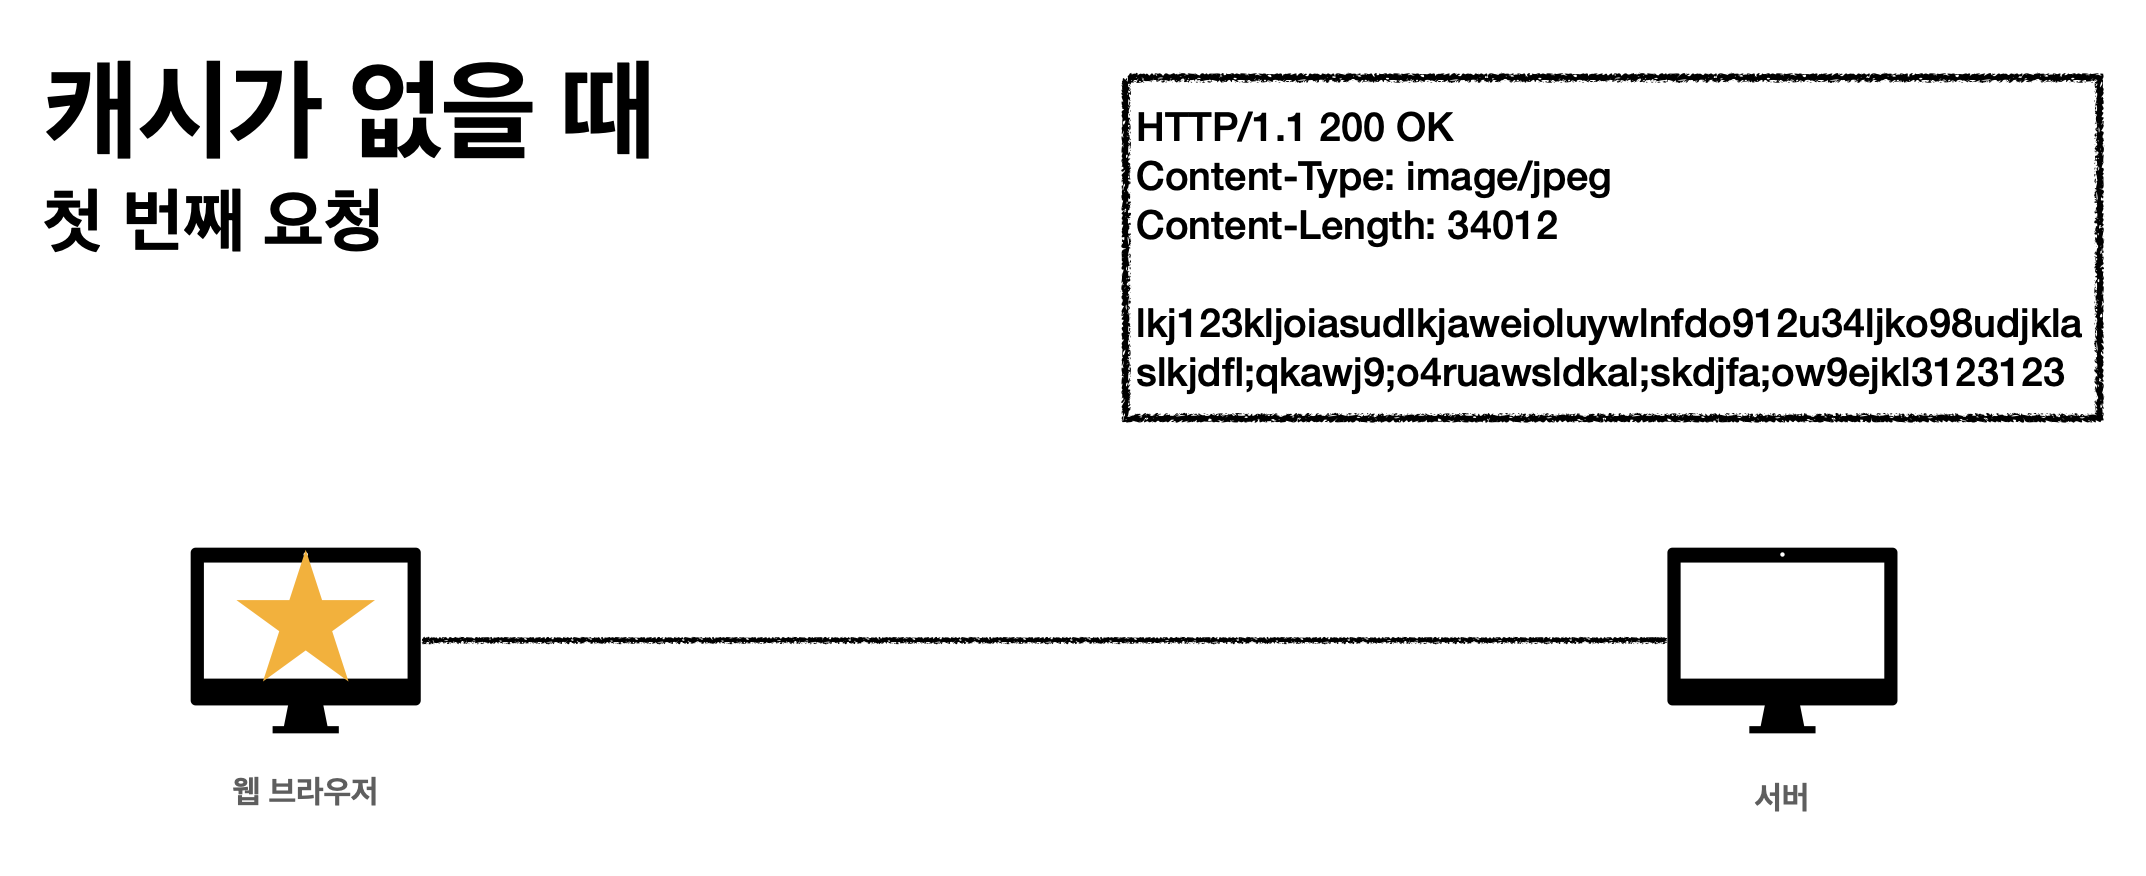 캐시가 없을 때
첫 번째 요청
HTTP/1.1 200 OK
Content-Type: image/jpeg
Content-Length: 34012
lkj123kljoiasudlkjaweioluywlnfdo912u34ljko98udjkla
slkjdfl;qkawj9;o4ruawsldkal;skdjfa;ow9ejkl3123123
웹 브라우저
서버